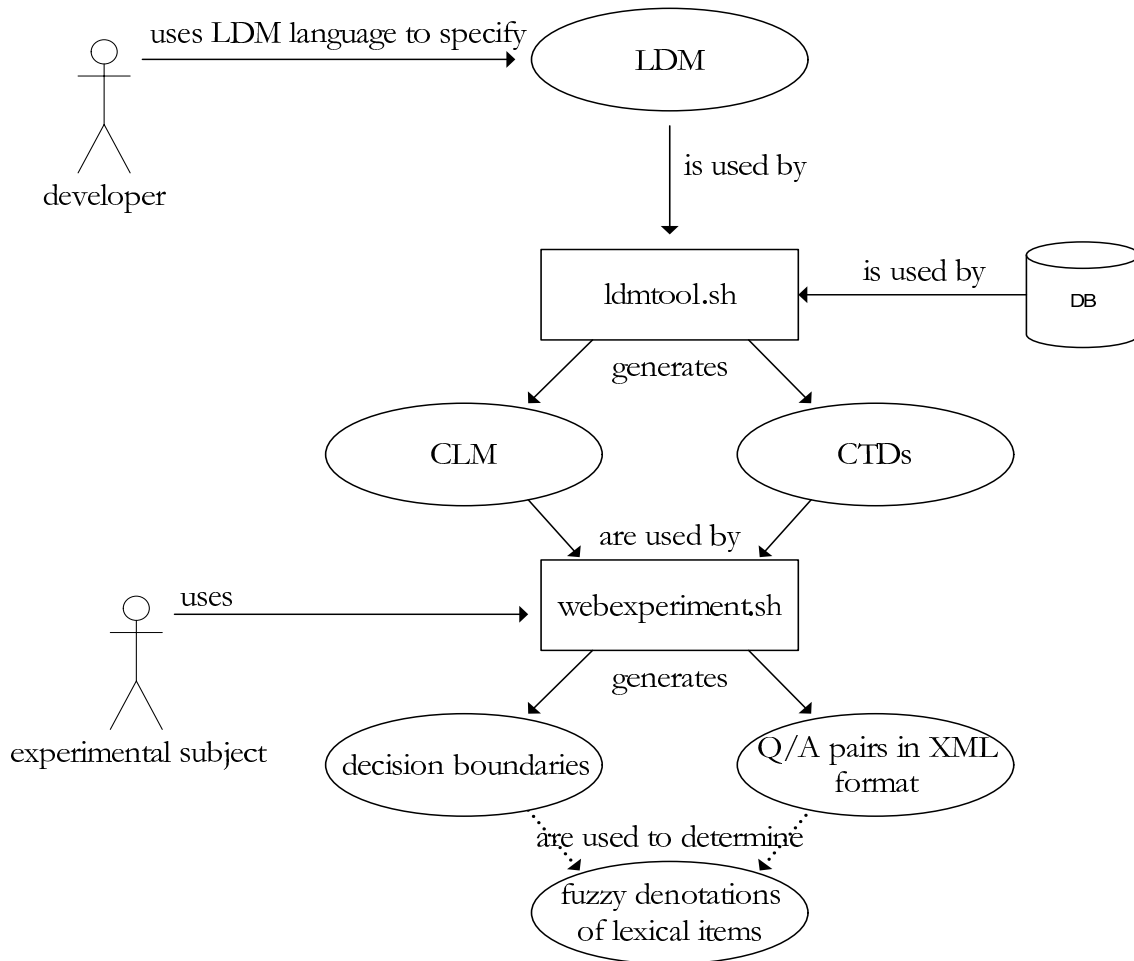 uses LDM language to specify
LDM
developer
is used by
ldmtool.sh
is used by
DB
generates
CLM
CTDs
are used by
uses
webexperiment.sh
experimental subject
generates
decision boundaries
Q/A pairs in XML
format
are used to determine
fuzzy denotations
of lexical items